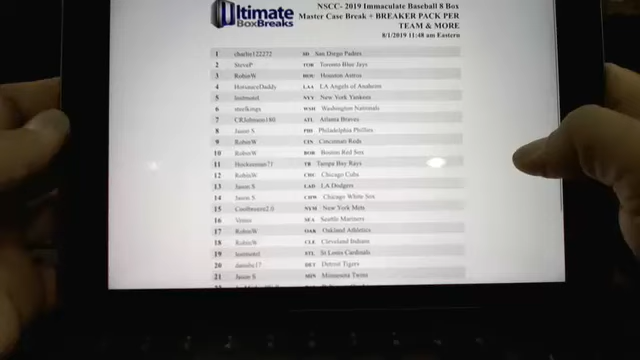 Ultimate
BoxBreaks
NSCC- 2019 Immaculate Baseball 8 Box
Master Case Break + BREAKER PACK PER
TEAM & MORE
8/1/2019 11:48 am Eastern
1 charlie122272 SD San Diego Padres
2 SteveP TOR Toronto Blue Jays
3 RobinW HOU Houston Astros
4 HotsauceDaddy LAA LA Angels of Anaheim
5 NYY New York Yankees
6 steelkings WSH Washington Nationals
7 CRJohnson180 ATL Atlanta Braves
8 Jason S PHI Philadelphia Phillies
9 RobinW CIN Cincinnati Reds
10 RobinW BOS Boston Red Sox
11 TB Tampa Bay Rays
12 RobinW CHC Chicago Cubs
13 Jason S LAD LA Dodgers
14 Jason S CHW Chicago White Sox
15 NYM New York Mets
16 SEA Seattle Mariners
17 RobinW OAK Oakland Athletics
18 RobinW CLE Cleveland Indians
19 STL St Louis Cardinals
20 DET Detroit Tigers
21 Jason S MIN Minnesota Twins